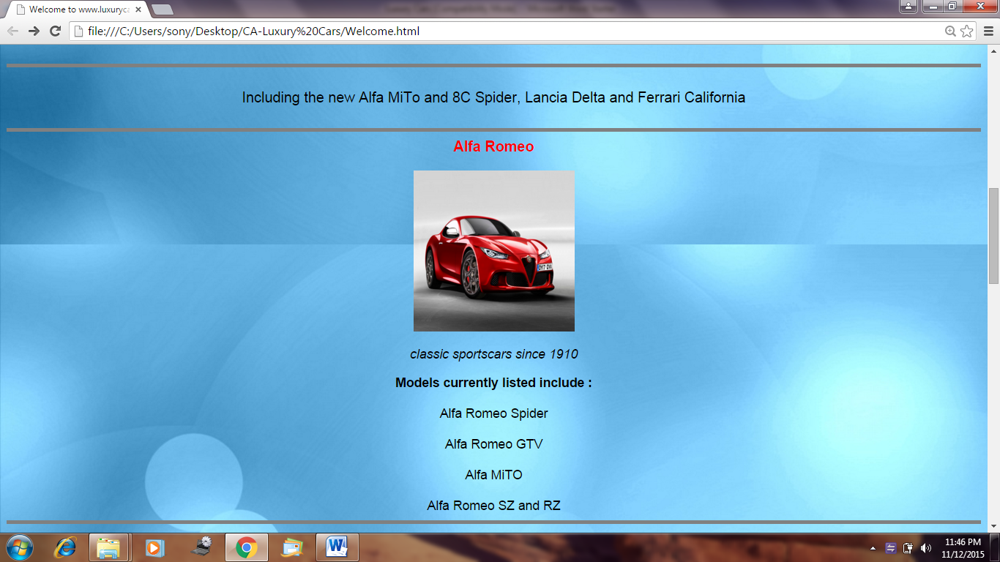 Welcome to www.luxuryca
file:///C:/Users/sony/Desktop/CA-Luxury%20Cars/Welcome.html
Including the new Alfa MiTo and 8C Spider, Lancia Delta and Ferrari California
Alfa Romeo
classic sportscars since 1910
Models currently listed include :
Alfa Romeo Spider
Alfa Romeo GTV
Alfa MiTO
Alfa Romeo SZ and RZ
11:46 PM
11/12/2015